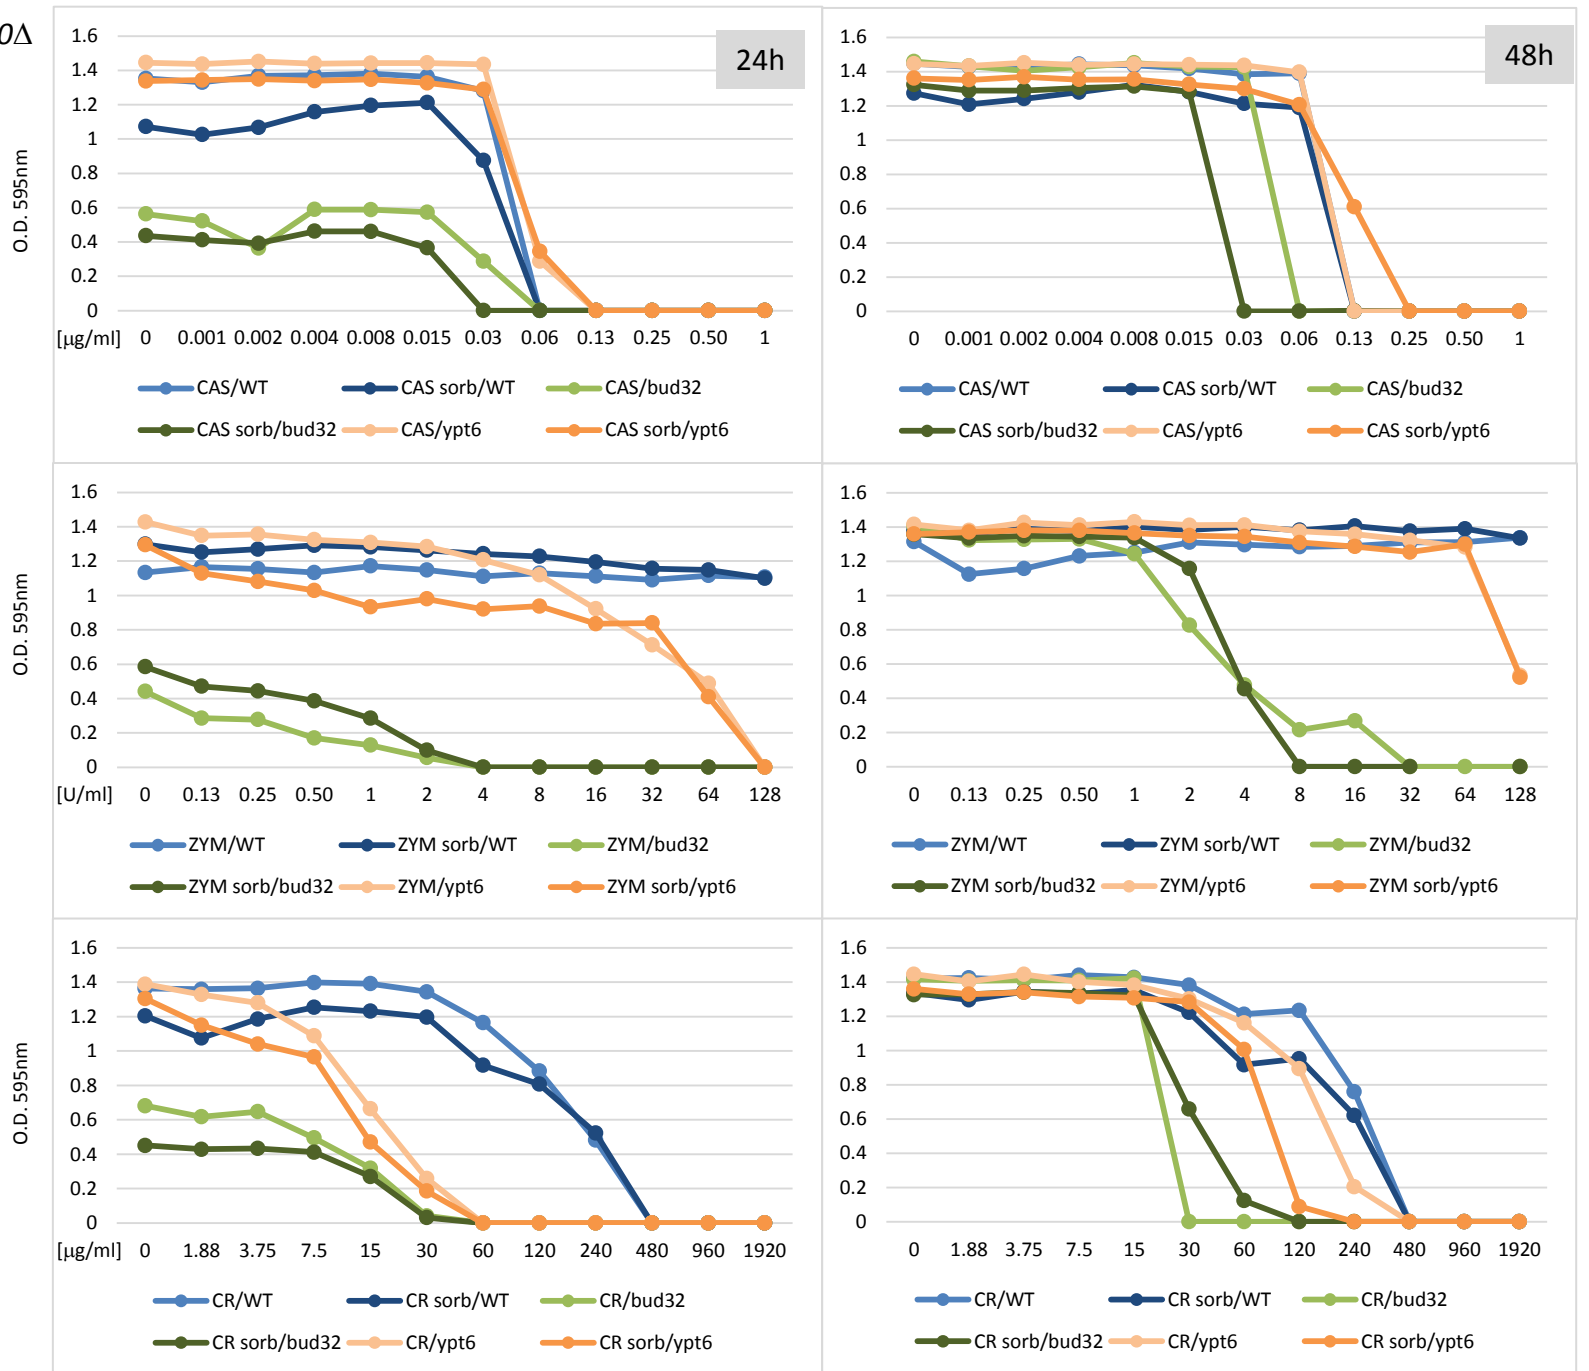 0Δ
24h
48h
O.D. 595nm
1.6
1.4
1.2
1
0.8
0.6
0.4
0.2
0
[µg/ml] 0 0.001 0.002 0.004 0.008 0.015 0.03 0.06 0.13 0.25 0.50 1
CAS/WT CAS sorb/WT CAS/bud32
CAS sorb/bud32 CAS/ypt6 CAS sorb/ypt6
1.6
1.4
1.2
1
0.8
0.6
0.4
0.2
0
0 0.001 0.002 0.004 0.008 0.015 0.03 0.06 0.13 0.25 0.50 1
CAS/WT CAS sorb/WT CAS/bud32
CAS sorb/bud32 CAS/ypt6 CAS sorb/ypt6
O.D. 595nm
1.6
1.4
1.2
1
0.8
0.6
0.4
0.2
0
[U/ml] 0 0.13 0.25 0.50 1 2 4 8 16 32 64 128
ZYM/WT ZYM sorb/WT ZYM/bud32
ZYM sorb/bud32 ZYM/ypt6 ZYM sorb/ypt6
1.6
1.4
1.2
1
0.8
0.6
0.4
0.2
0
0 0.13 0.25 0.50 1 2 4 8 16 32 64 128
ZYM/WT ZYM sorb/WT ZYM/bud32
ZYM sorb/bud32 ZYM/ypt6 ZYM sorb/ypt6
O.D. 595nm
1.6
1.4
1.2
1
0.8
0.6
0.4
0.2
0
[µg/ml] 0 1.88 3.75 7.5 15 30 60 120 240 480 960 1920
CR/WT CR sorb/WT CR/bud32
CR sorb/bud32 CR/ypt6 CR sorb/ypt6
1.6
1.4
1.2
1
0.8
0.6
0.4
0.2
0
0 1.88 3.75 7.5 15 30 60 120 240 480 960 1920
CR/WT CR sorb/WT CR/bud32
CR sorb/bud32 CR/ypt6 CR sorb/ypt6